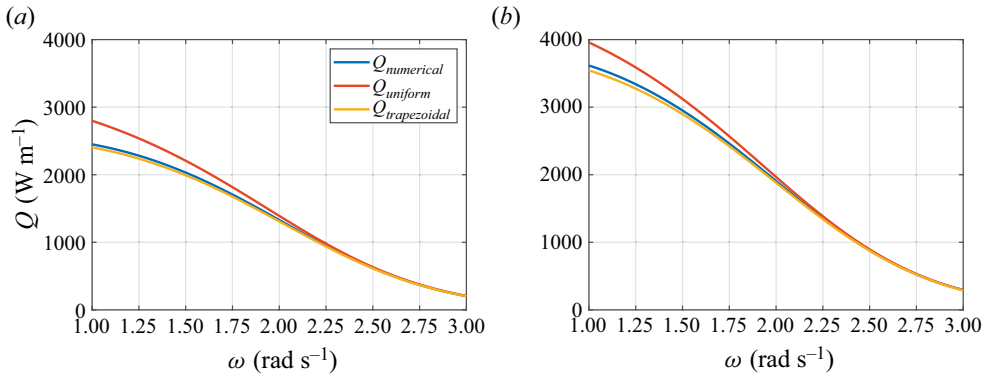 (a)
4000
3000
2000
1000
0
Q (W m−1)
Qnumerical
Quniform
Qtrapezoidal
1.00 1.25 1.50 1.75 2.00 2.25 2.50 2.75 3.00
ω (rad s−1)
(b)
4000
3000
2000
1000
0
1.00 1.25 1.50 1.75 2.00 2.25 2.50 2.75 3.00
ω (rad s−1)